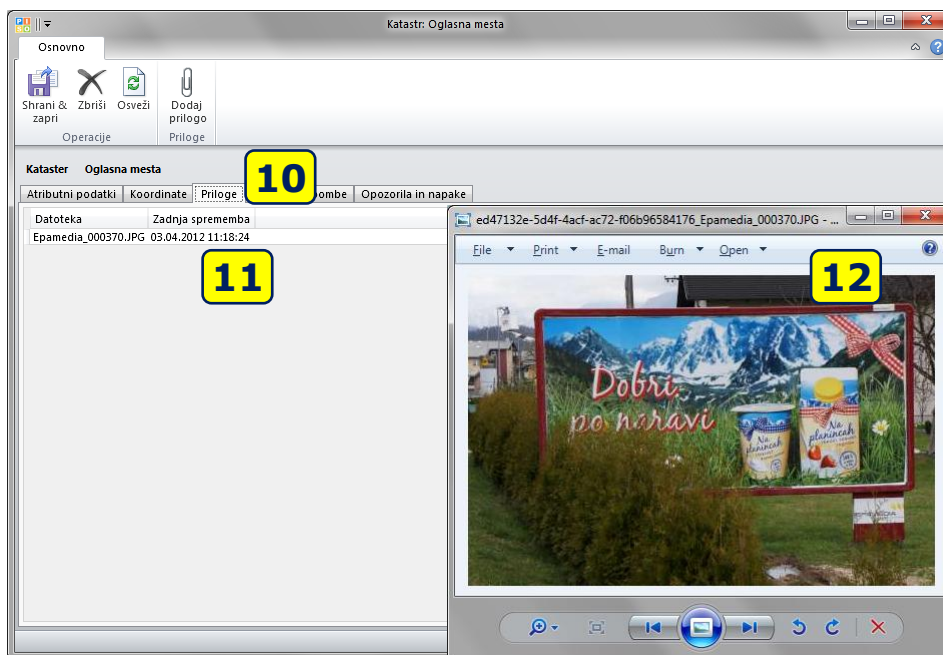 Katastr: Oglasna mesta
Osnovno
Shrani & zapri
Zbriši
Osveži
Dodaj prilogo
Operacije
Priloge
Kataster Oglasna mesta
10
Atributni podatki
Koordinate
Priloge
ombe
Opozorila in napake
Datoteka
Zadnja sprememba
Epamedia_000370.JPG
03.04.2012 11:18:24
11
ed47132e-5d4f-4acf-ac72-f06b96584176_Epamedia_000370.JPG - ...
File
Print
E-mail
Burn
Open
12
Dobri
po naravi
Na
planincah
Na
planincah